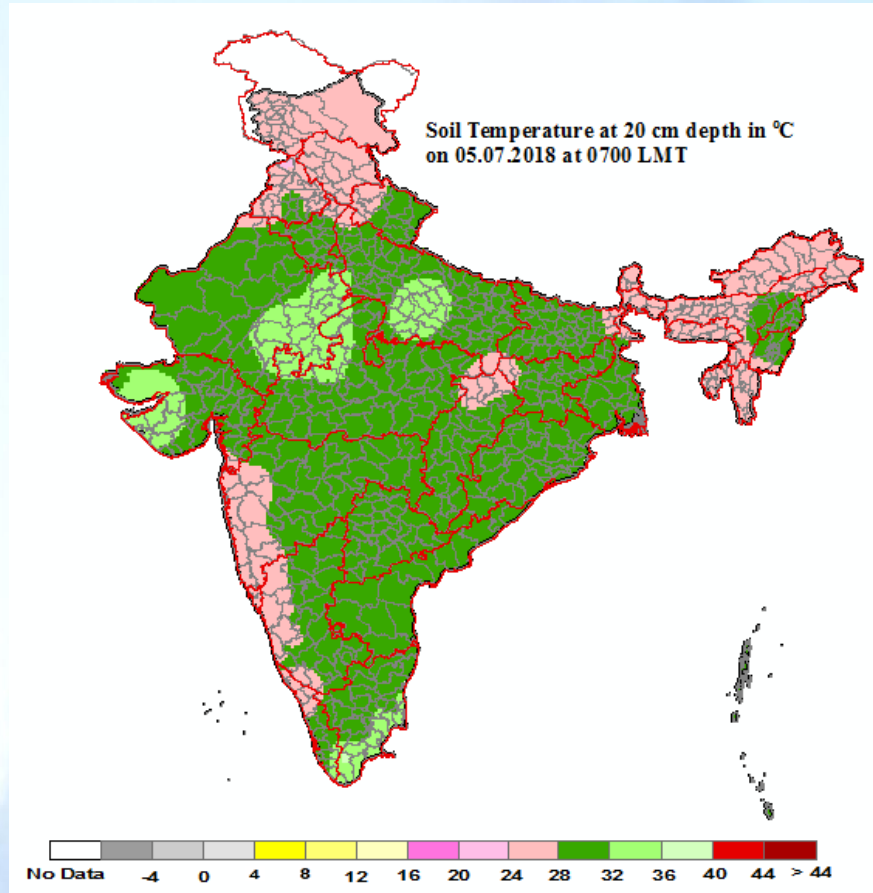 Soil Temperature at 20 cm depth in °C
on 05.07.2018 at 0700 LMT
No Data -4 0 4 8 12 16 20 24 28 32 36 40 44 > 44